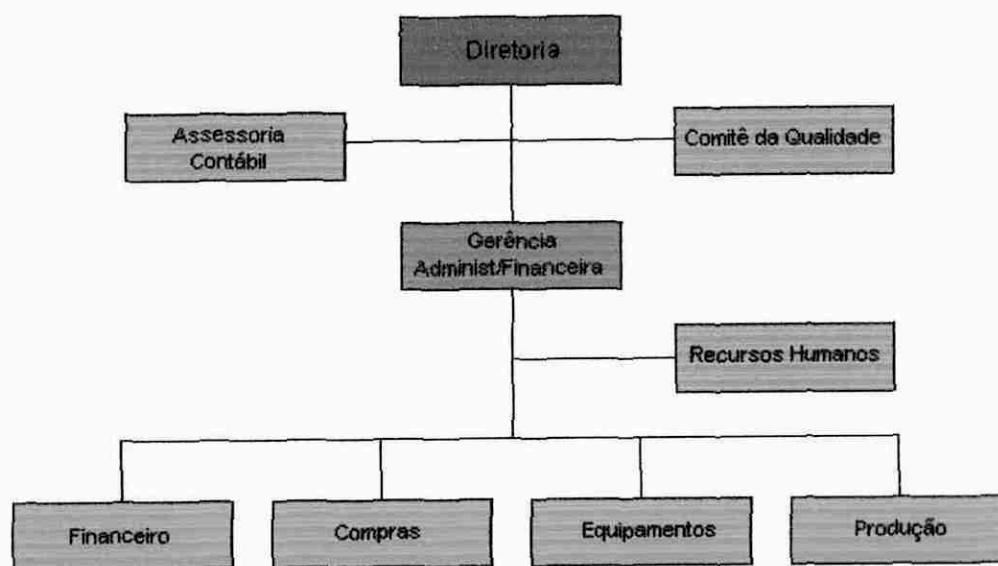 Diretoria
Assessoria
Contábil
Comitê da Qualidade
Gerência
Administ/Financeira
Recursos Humanos
Financeiro
Compras
Equipamentos
Produção